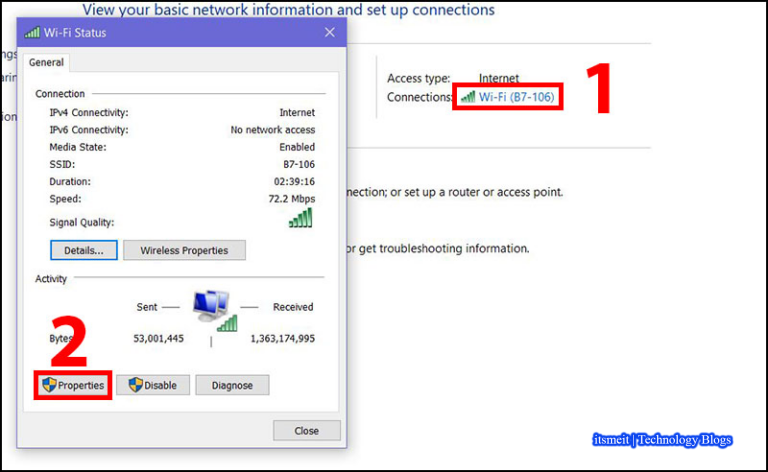 View your basic network information and set up connections
Wi-Fi Status
General
Connection
IPv4 Connectivity: Internet
IPv6 Connectivity: No network access
Media State: Enabled
SSID: B7-106
Duration: 02:39:16
Speed: 72.2 Mbps
Signal Quality:
Details...
Wireless Properties
Activity
Sent
Received
Bytes: 53,001,445 1,363,174,995
2
Properties
Disable
Diagnose
Close
Access type: Internet
Connections: Wi-Fi (B7-106)
1
or set up a router or access point.
or get troubleshooting information.
itsmeit | Technology Blogs